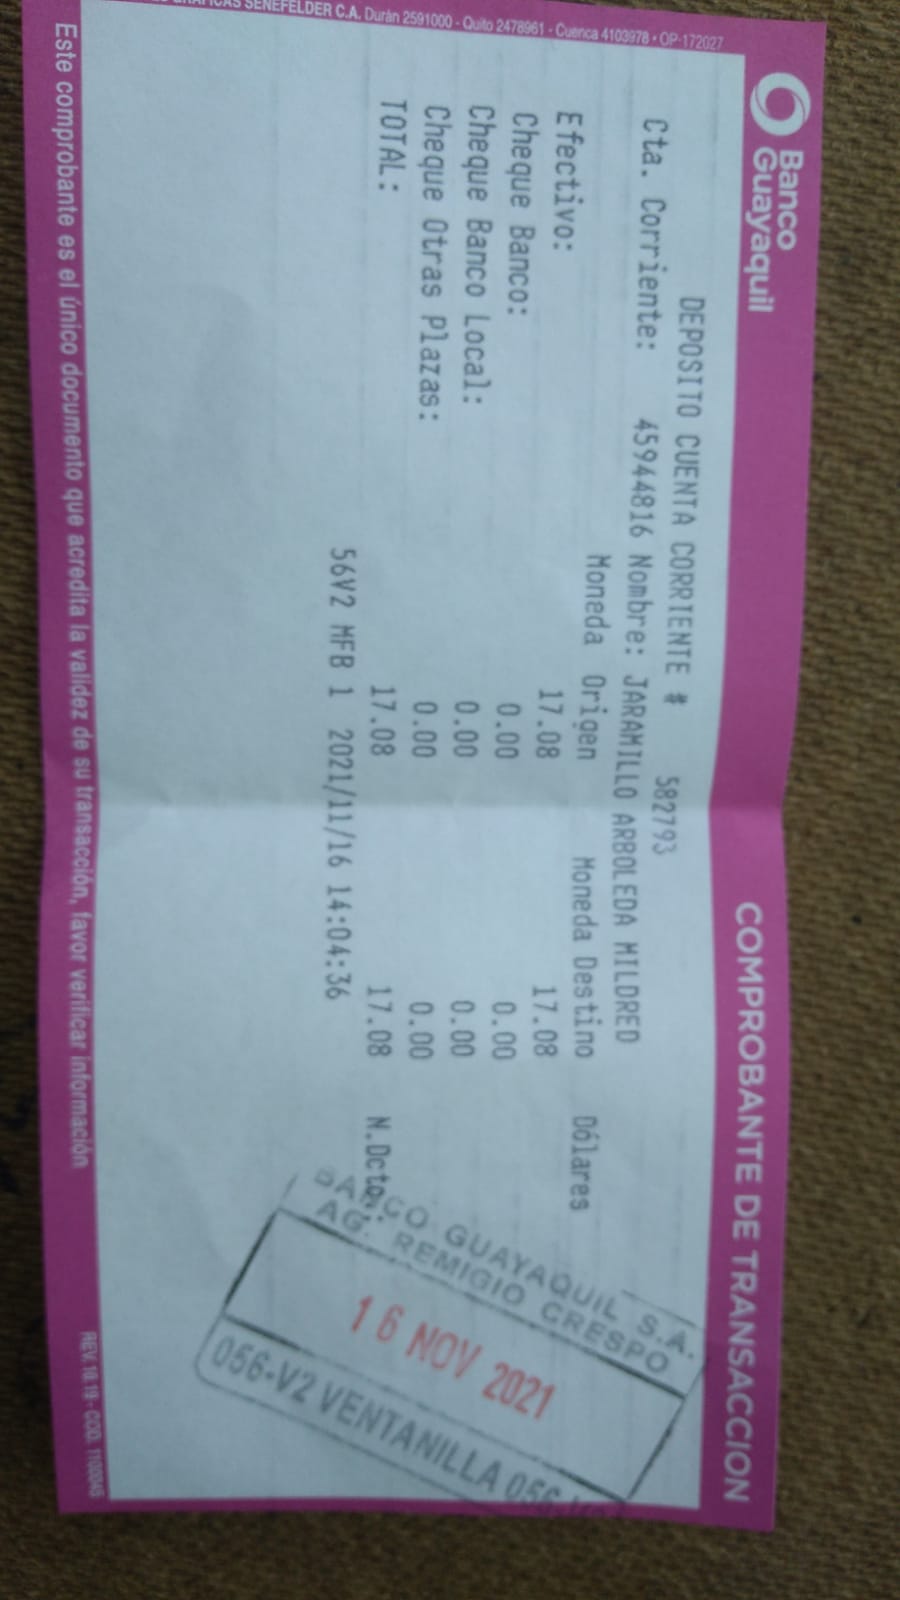 Banco
Guayaquil
COMPROBANTE DE TRANSACCION
DEPOSITO CUENTA CORRIENTE # 582793
Cta. Corriente: 45944816 Nombre: JARAMILLO ARBOLEDA MILDRED
Moneda Origen Moneda Destino Dólares
Efectivo: 17.08 17.08
Cheque Banco: 0.00 0.00
Cheque Banco Local: 0.00 0.00
Cheque Otras Plazas: 0.00 0.00
TOTAL: 17.08 17.08 N.Dcto:
56V2 MFB 1 2021/11/16 14:04:36
BANCO GUAYAQUIL S.A.
AG. REMIGIO CRESPO
16 NOV 2021
056-V2 VENTANILLA 056
Este comprobante es el único documento que acredita la validez de su transacción, favor verificar información
REV. 10.19 - COD. 1100046
SENEFELDER C.A. Durán 2591000 - Quito 2478961 - Cuenca 4103978 • OP-172027